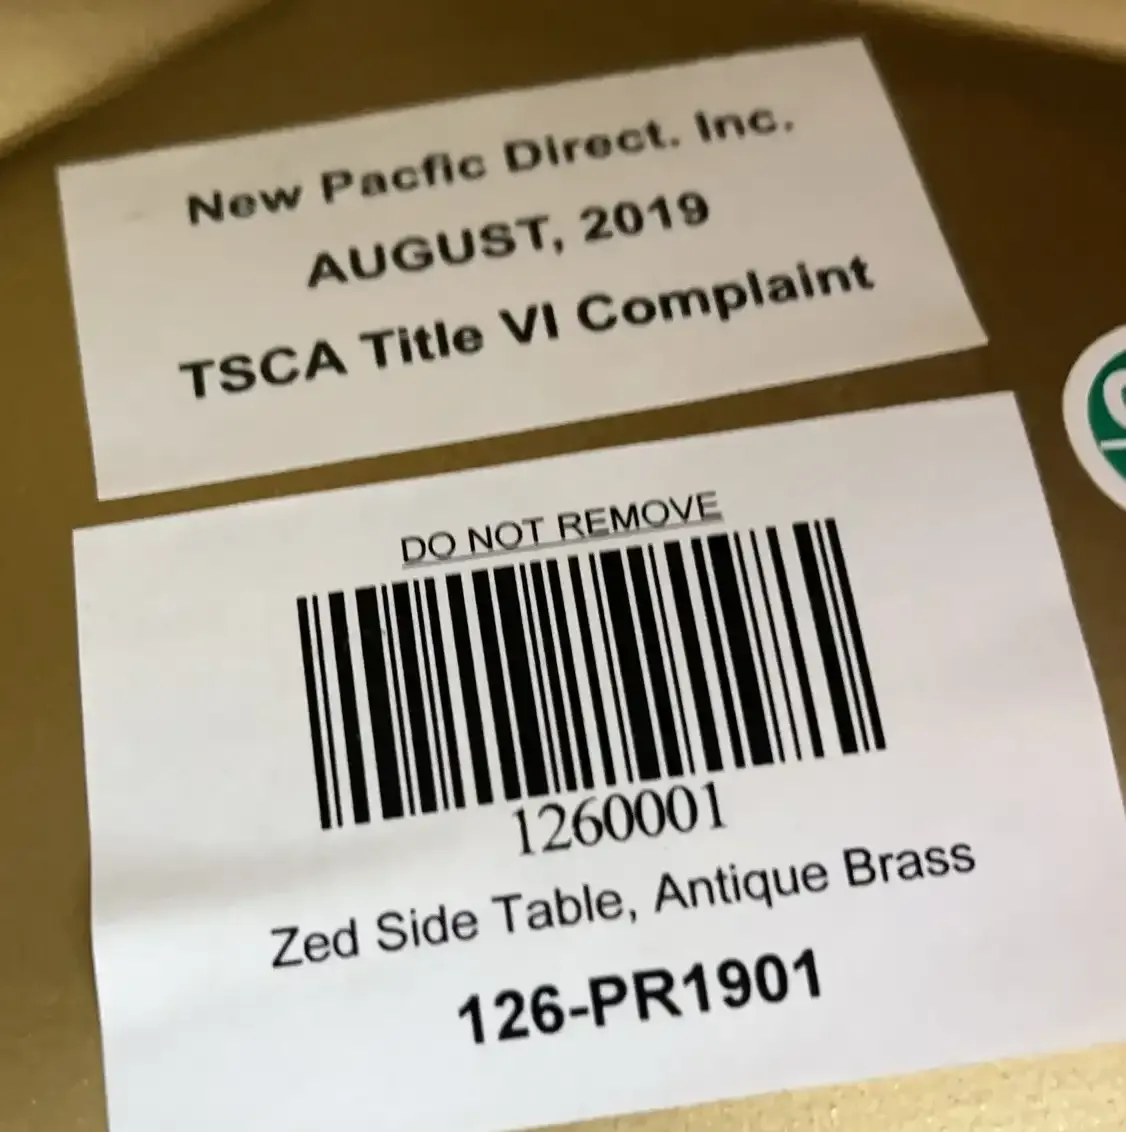 New Pacfic Direct. Inc.
AUGUST, 2019
TSCA Title VI Complaint
DO NOT REMOVE
1260001
Zed Side Table, Antique Brass
126-PR1901